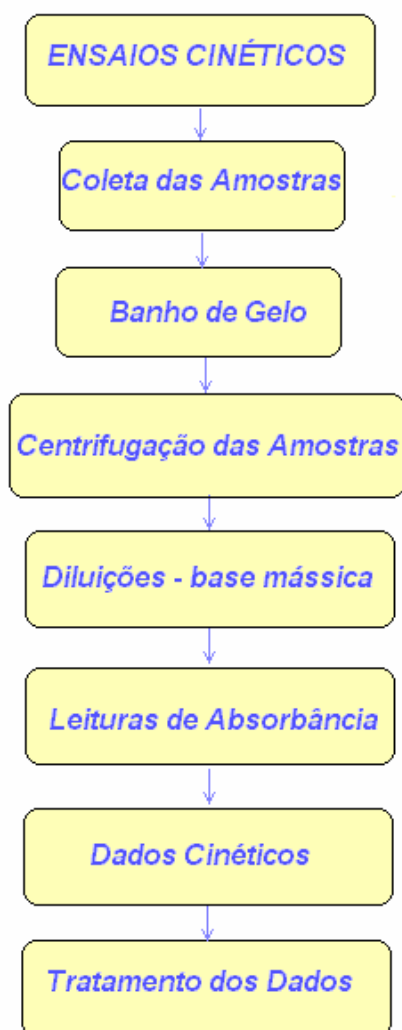 ENSAIOS CINÉTICOS
Coleta das Amostras
Banho de Gelo
Centrifugação das Amostras
Diluições - base mássica
Leituras de Absorbância
Dados Cinéticos
Tratamento dos Dados